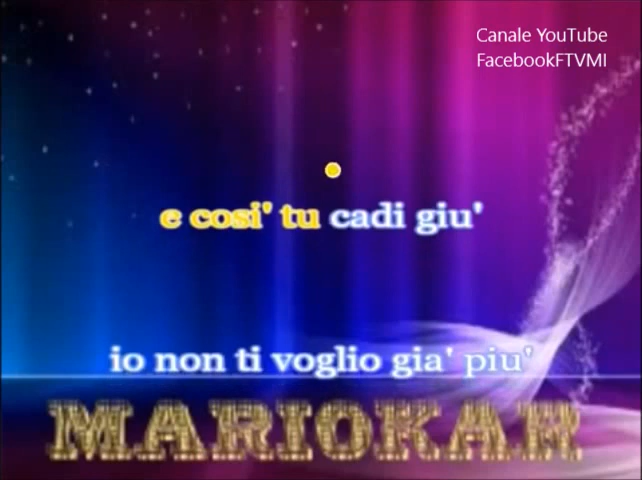 Canale YouTube
FacebookFTVMI
e cosi' tu cadi giu'
io non ti voglio gia' piu'
MARIOKAR